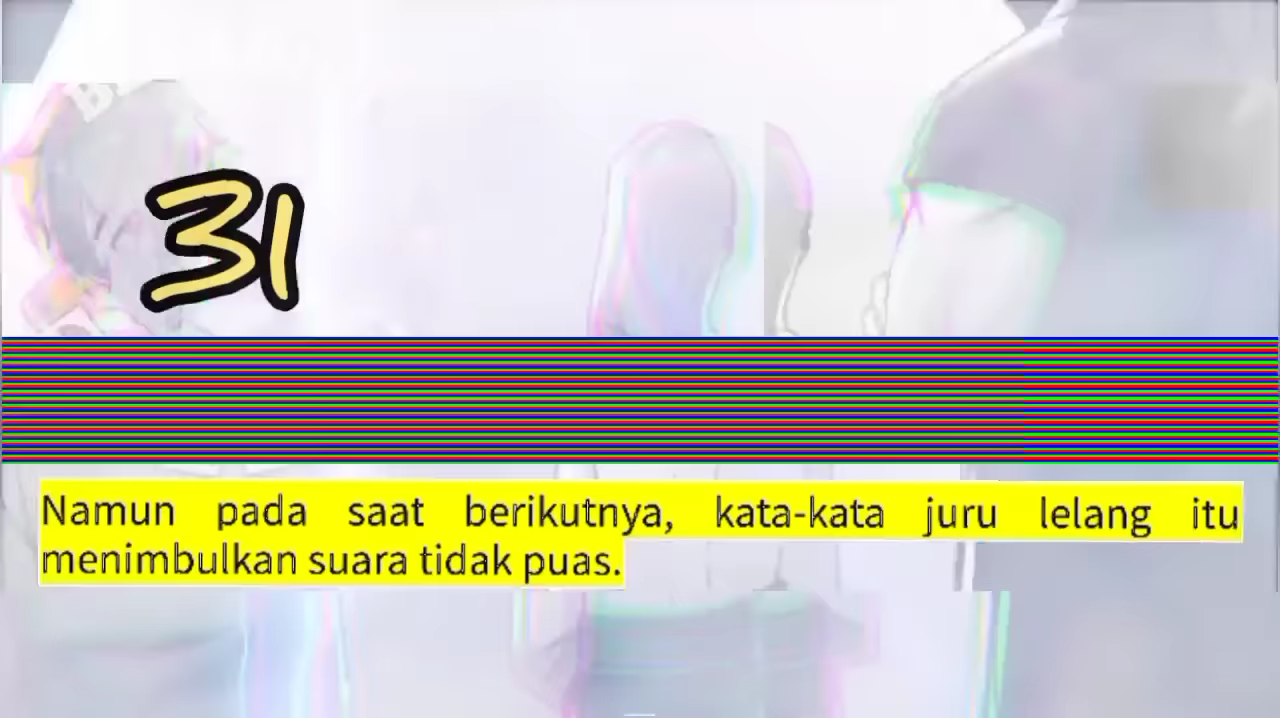 31
Namun pada saat berikutnya, kata-kata juru lelang itu
menimbulkan suara tidak puas.